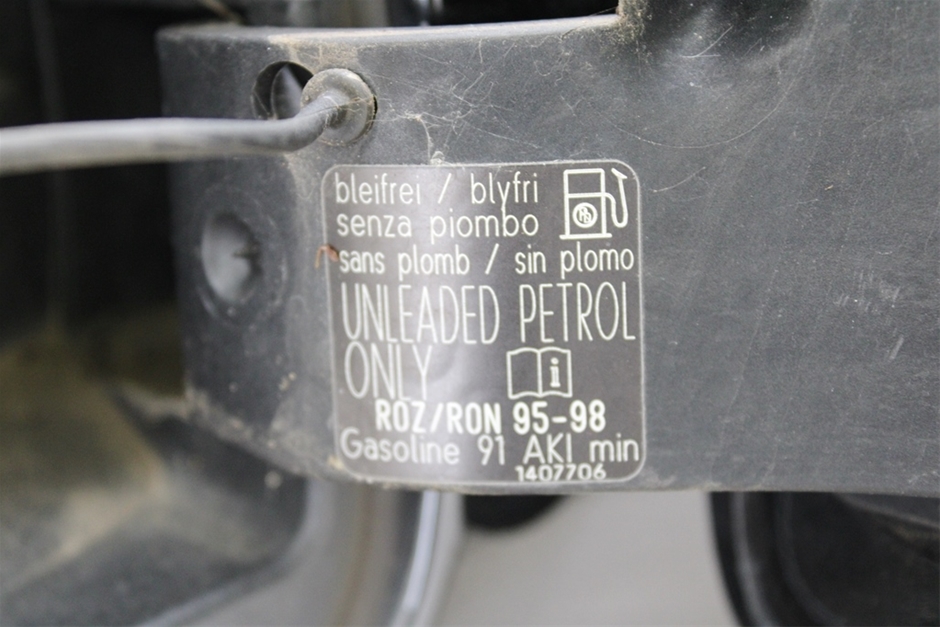 bleifrei / blyfri
senza piombo
sans plomb / sin plomo
UNLEADED PETROL
ONLY
ROZ/RON 95-98
Gasoline 91 AKI min
1407706